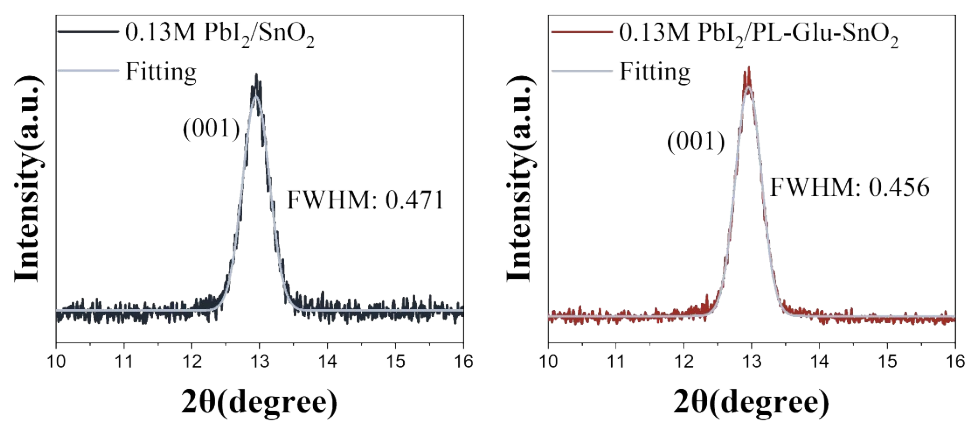 0.13M PbI₂/SnO₂
Fitting
(001)
FWHM: 0.471
Intensity(a.u.)
10 11 12 13 14 15 16
2θ(degree)
0.13M PbI₂/PL-Glu-SnO₂
Fitting
(001)
FWHM: 0.456
Intensity(a.u.)
10 11 12 13 14 15 16
2θ(degree)